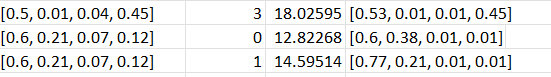 [0.5, 0.01, 0.04, 0.45] 3 18.02595 [0.53, 0.01, 0.01, 0.45]
[0.6, 0.21, 0.07, 0.12] 0 12.82268 [0.6, 0.38, 0.01, 0.01]
[0.6, 0.21, 0.07, 0.12] 1 14.59514 [0.77, 0.21, 0.01, 0.01]